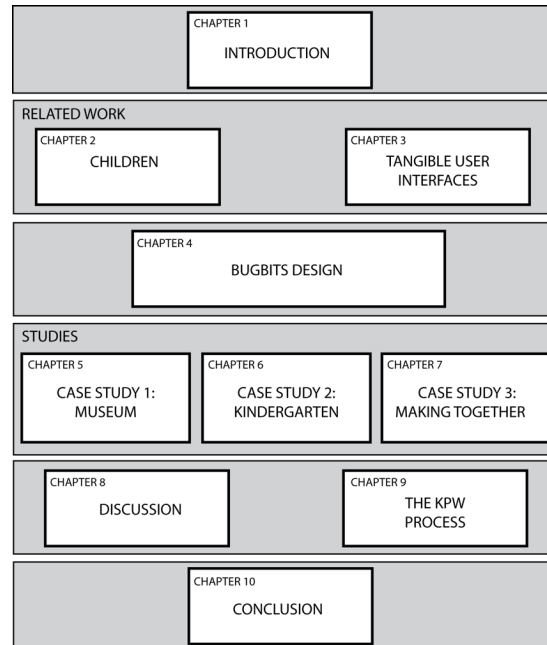 CHAPTER 1
INTRODUCTION
RELATED WORK
CHAPTER 2
CHILDREN
CHAPTER 3
TANGIBLE USER
INTERFACES
CHAPTER 4
BUGBITS DESIGN
STUDIES
CHAPTER 5
CASE STUDY 1:
MUSEUM
CHAPTER 6
CASE STUDY 2:
KINDERGARTEN
CHAPTER 7
CASE STUDY 3:
MAKING TOGETHER
CHAPTER 8
DISCUSSION
CHAPTER 9
THE KPW
PROCESS
CHAPTER 10
CONCLUSION